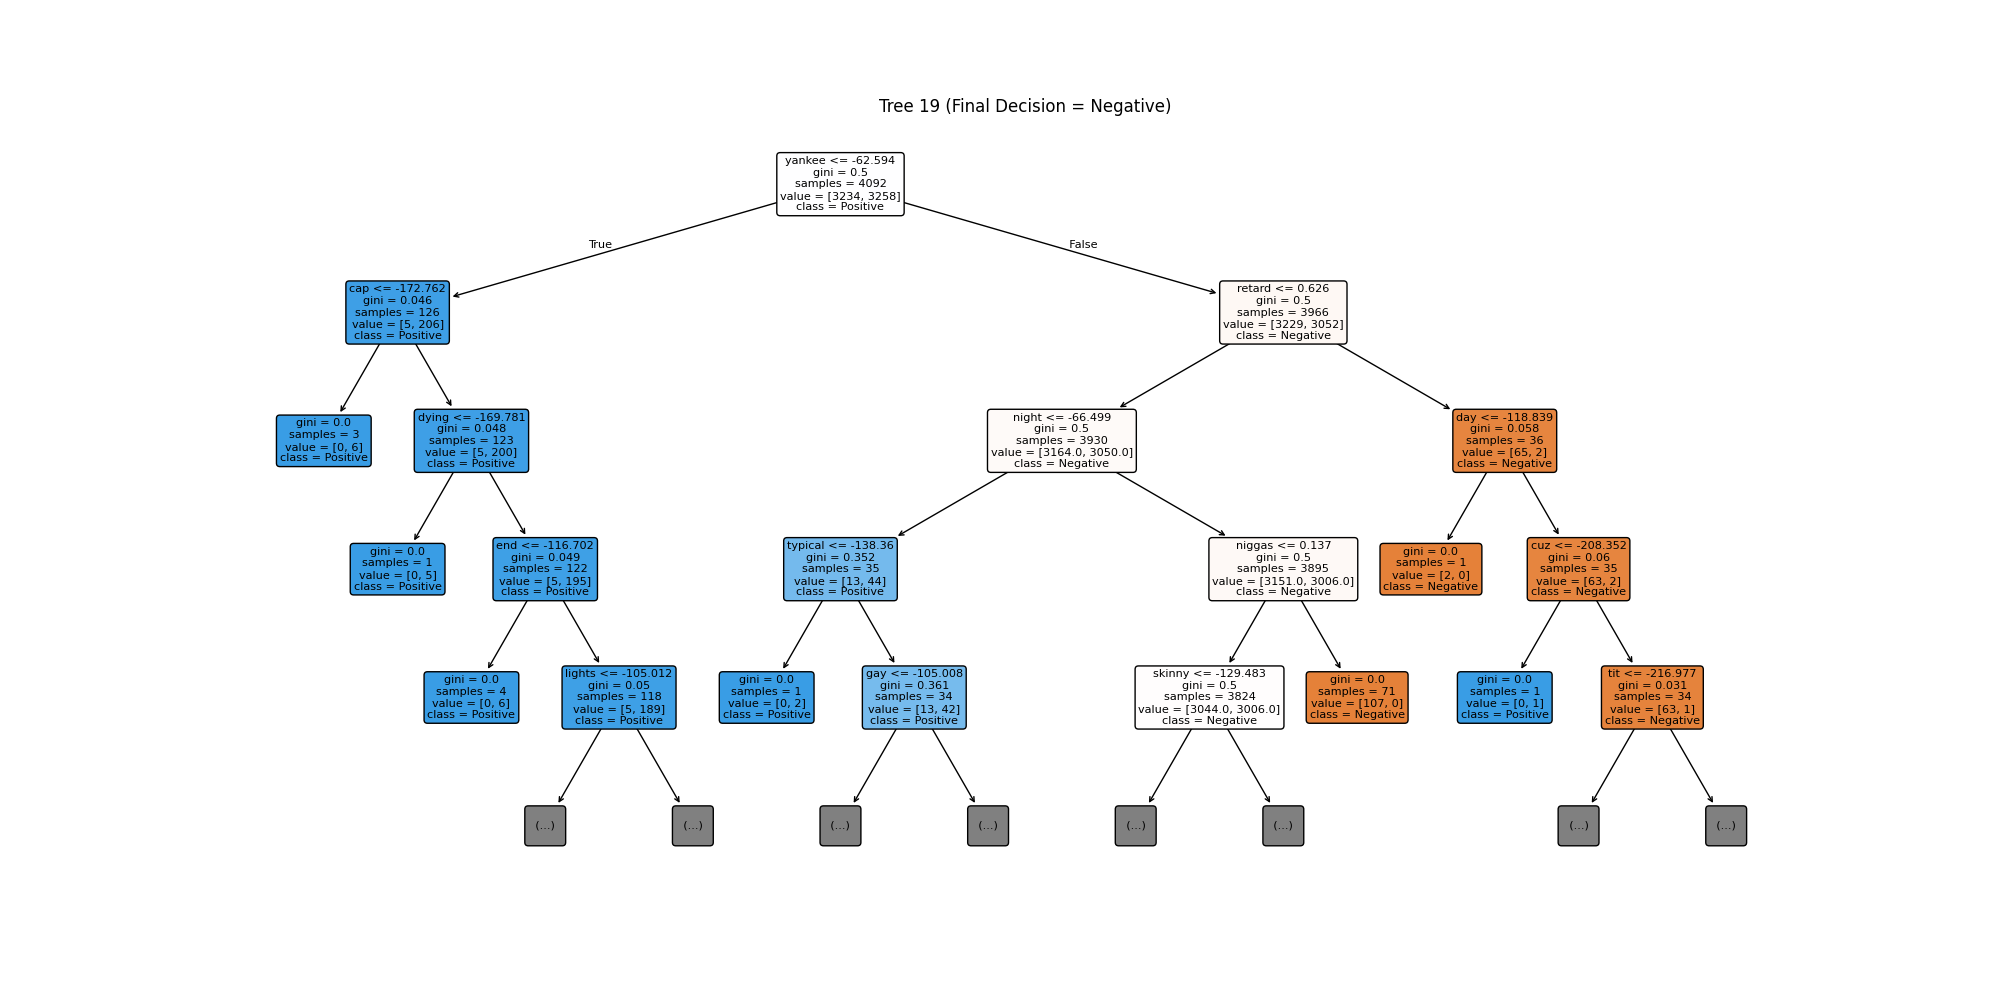 Tree 19 (Final Decision = Negative)
yankee <= -62.594
gini = 0.5
samples = 4092
value = [3234, 3258]
class = Positive
True
False
cap <= -172.762
gini = 0.046
samples = 126
value = [5, 206]
class = Positive
retard <= 0.626
gini = 0.5
samples = 3966
value = [3229, 3052]
class = Negative
gini = 0.0
samples = 3
value = [0, 6]
class = Positive
dying <= -169.781
gini = 0.048
samples = 123
value = [5, 200]
class = Positive
night <= -66.499
gini = 0.5
samples = 3930
value = [3164.0, 3050.0]
class = Negative
day <= -118.839
gini = 0.058
samples = 36
value = [65, 2]
class = Negative
gini = 0.0
samples = 1
value = [0, 5]
class = Positive
end <= -116.702
gini = 0.049
samples = 122
value = [5, 195]
class = Positive
typical <= -138.36
gini = 0.352
samples = 35
value = [13, 44]
class = Positive
niggas <= 0.137
gini = 0.5
samples = 3895
value = [3151.0, 3006.0]
class = Negative
gini = 0.0
samples = 1
value = [2, 0]
class = Negative
cuz <= -208.352
gini = 0.06
samples = 35
value = [63, 2]
class = Negative
gini = 0.0
samples = 4
value = [0, 6]
class = Positive
lights <= -105.012
gini = 0.05
samples = 118
value = [5, 189]
class = Positive
gini = 0.0
samples = 1
value = [0, 2]
class = Positive
gay <= -105.008
gini = 0.361
samples = 34
value = [13, 42]
class = Positive
skinny <= -129.483
gini = 0.5
samples = 3824
value = [3044.0, 3006.0]
class = Negative
gini = 0.0
samples = 71
value = [107, 0]
class = Negative
gini = 0.0
samples = 1
value = [0, 1]
class = Positive
tit <= -216.977
gini = 0.031
samples = 34
value = [63, 1]
class = Negative
(...)
(...)
(...)
(...)
(...)
(...)
(...)
(...)